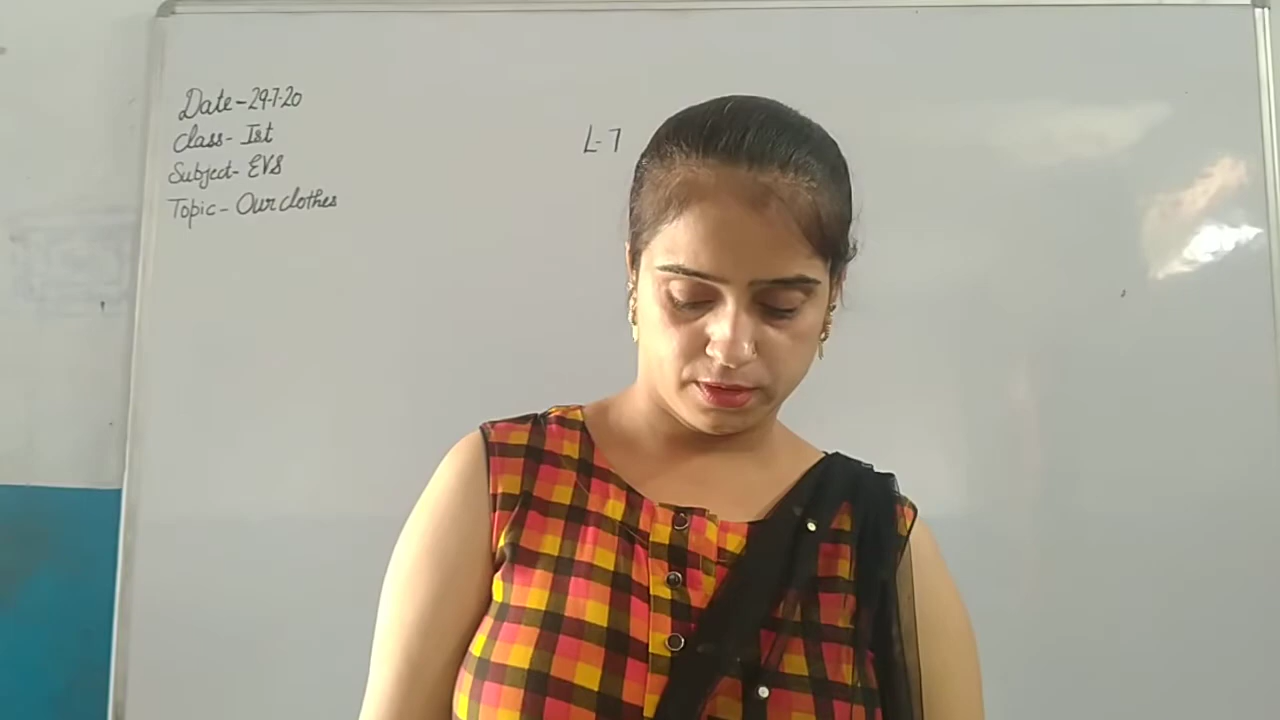 Date-29-7-20
Class- Ist
Subject- EVS
Topic- Our clothes
L-7